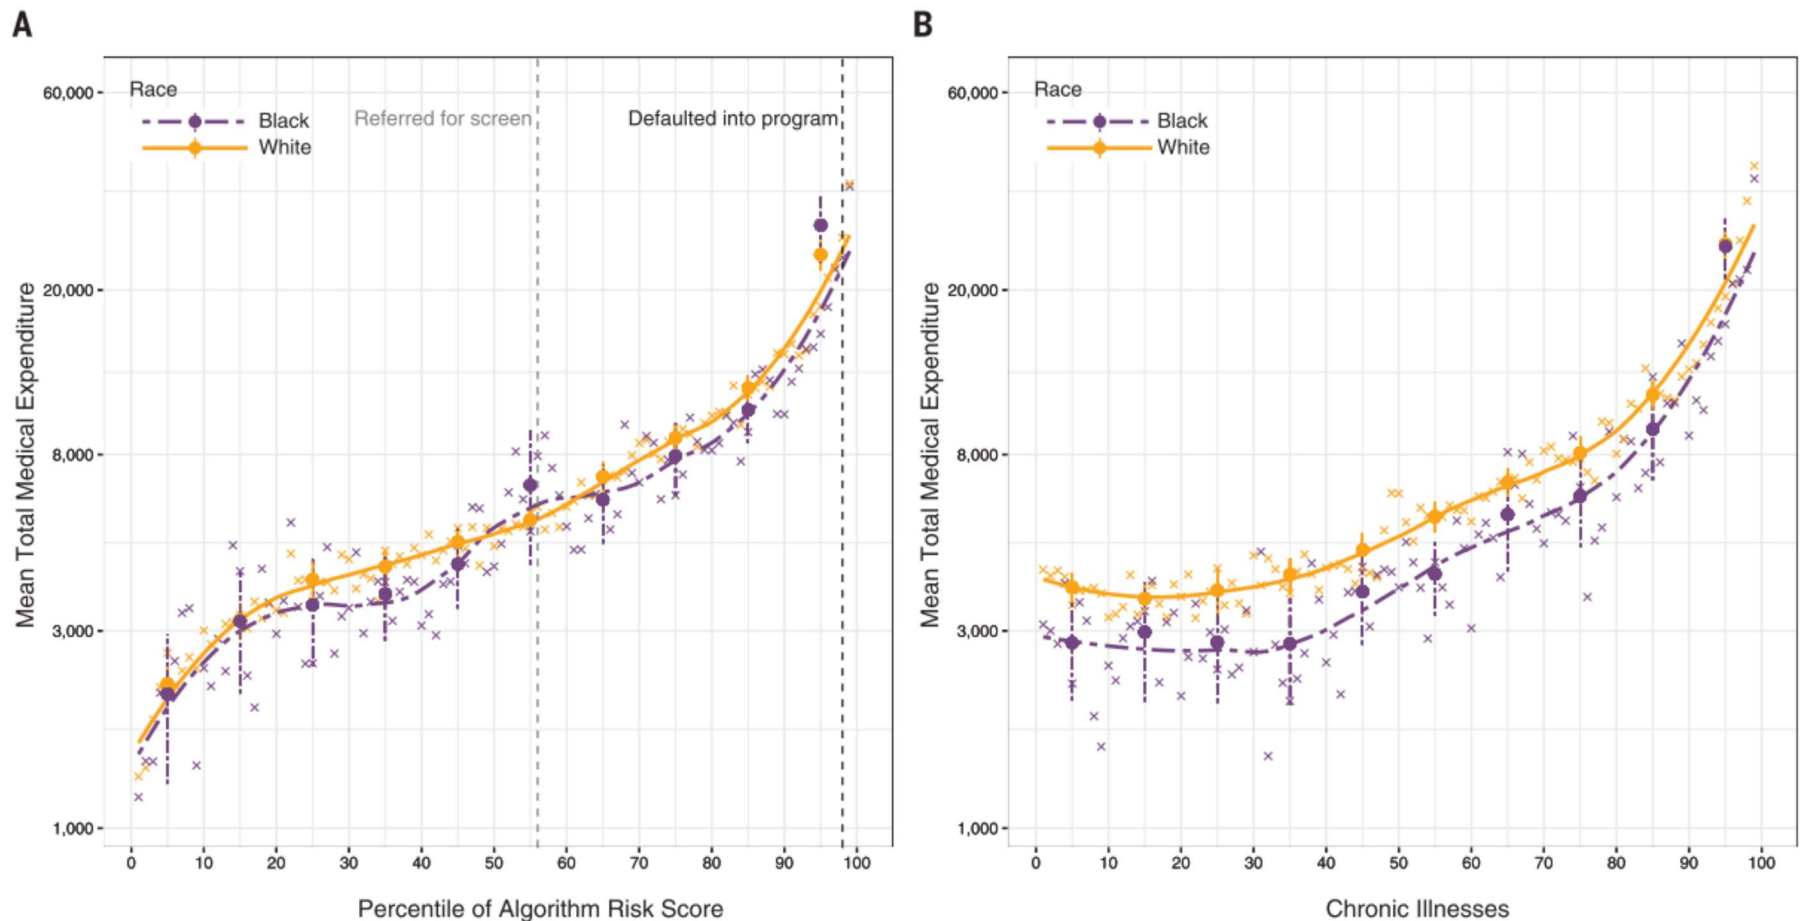 A
Mean Total Medical Expenditure
60,000
20,000
8,000
3,000
1,000
Race
Black
White
Referred for screen
Defaulted into program
0 10 20 30 40 50 60 70 80 90 100
Percentile of Algorithm Risk Score
B
Mean Total Medical Expenditure
60,000
20,000
8,000
3,000
1,000
Race
Black
White
0 10 20 30 40 50 60 70 80 90 100
Chronic Illnesses